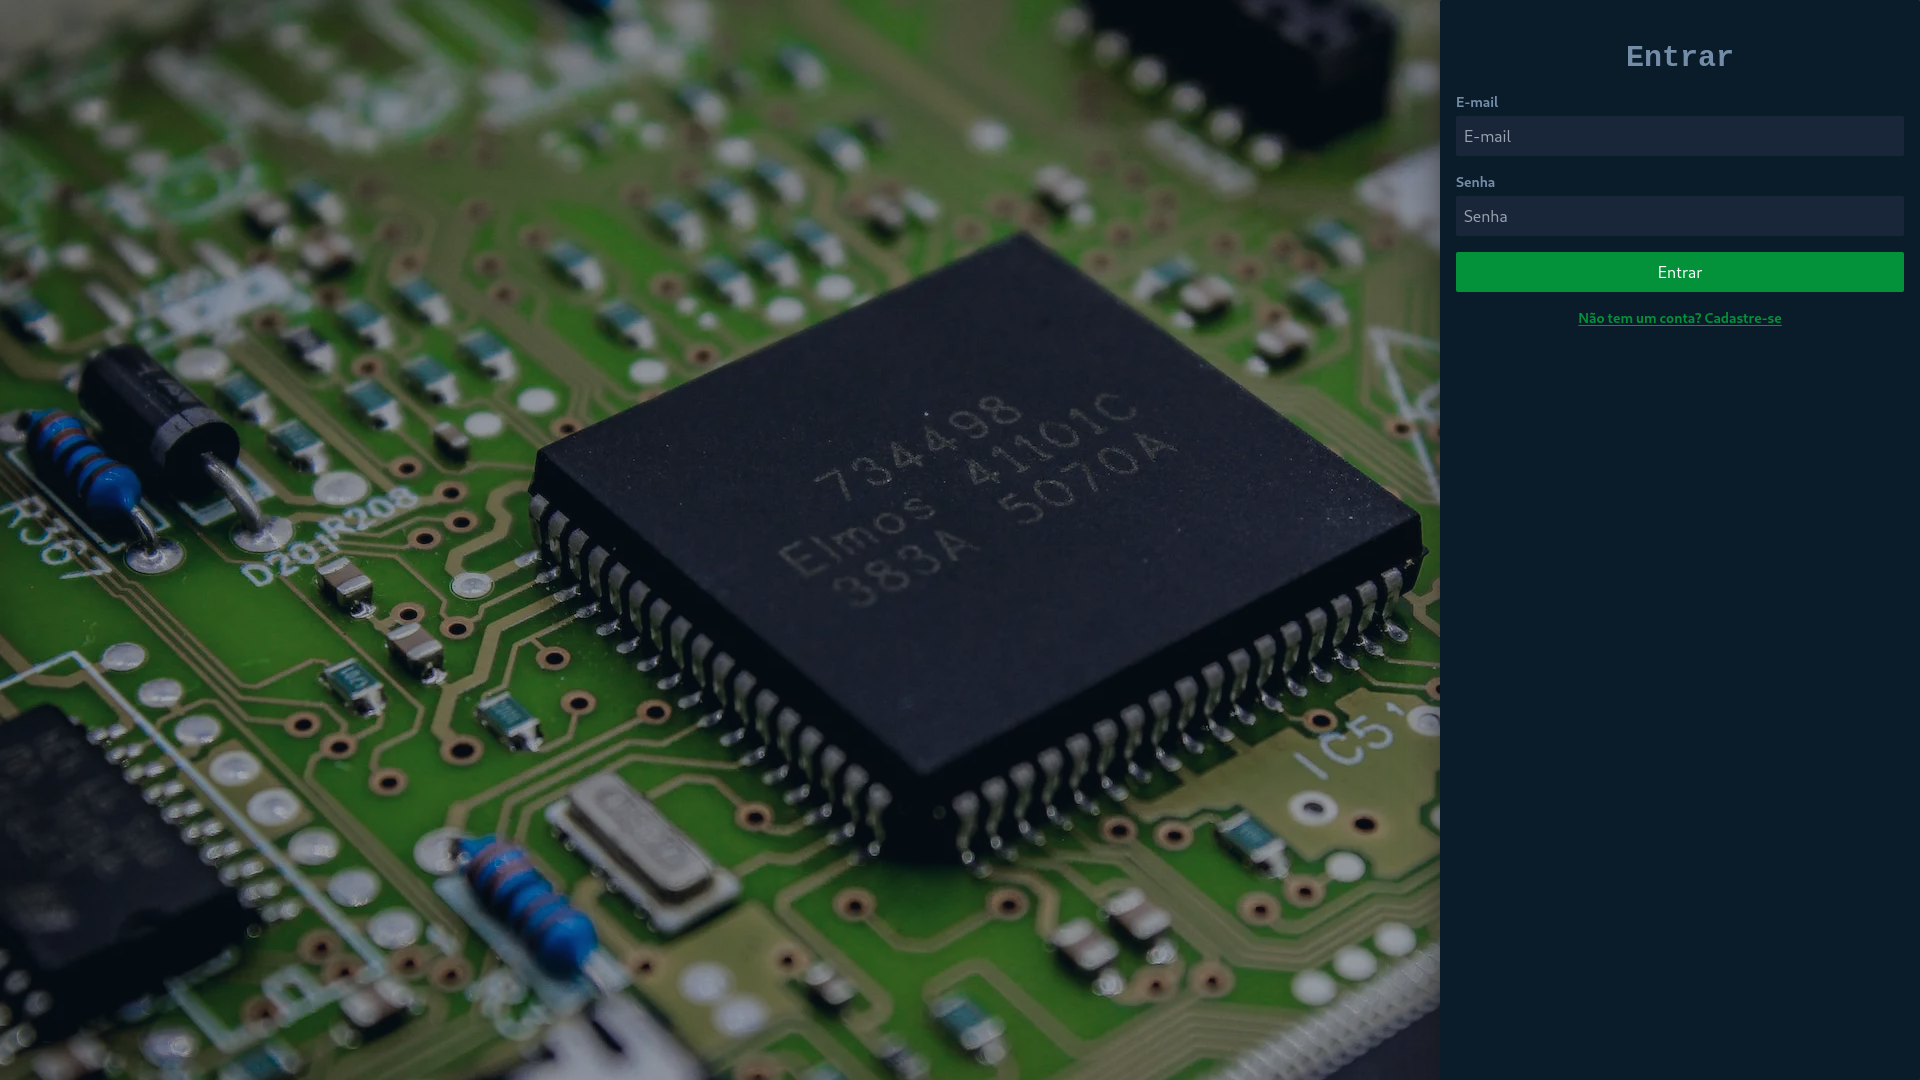 Entrar
E-mail
E-mail
Senha
Senha
Entrar
Não tem um conta? Cadastre-se
734498
Elmos 41101C
383A 5070A
R367
D201
R208
IC5